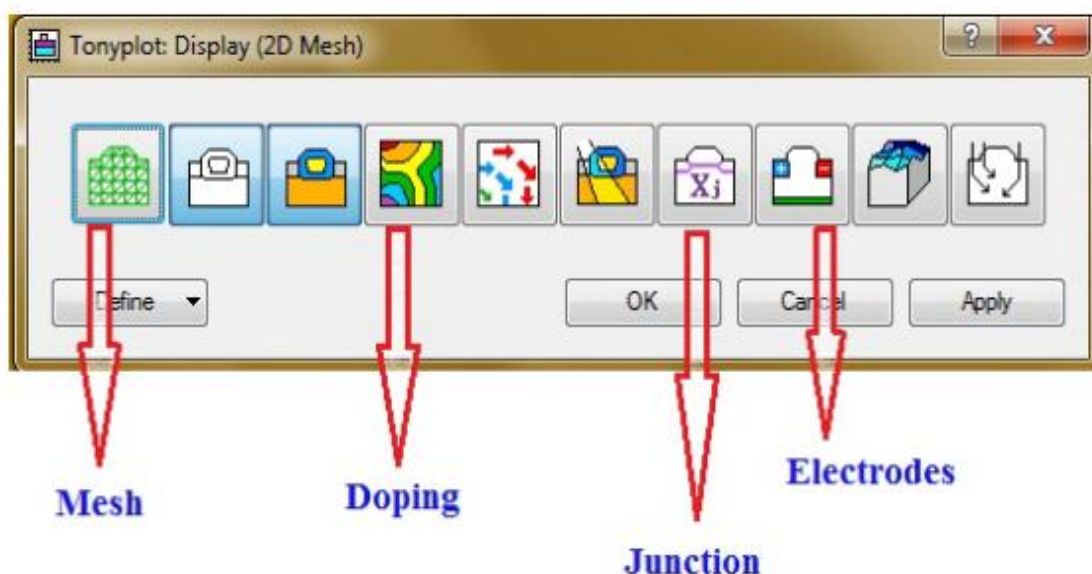 Tonyplot: Display (2D Mesh)
Xj
Define
OK
Cancel
Apply
Mesh
Doping
Electrodes
Junction